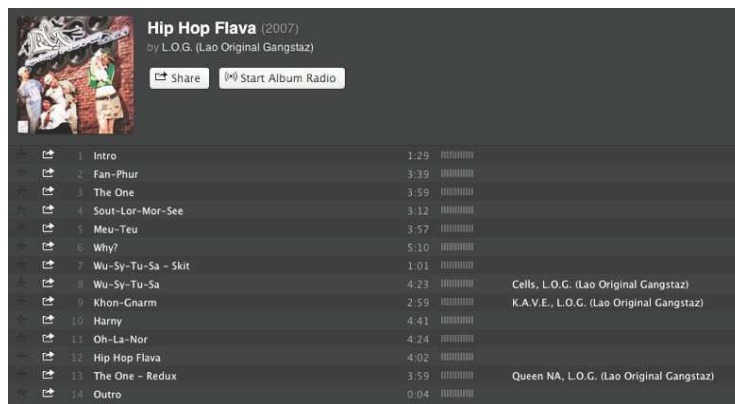 Hip Hop Flava (2007)
by L.O.G. (Lao Original Gangstaz)
Share Start Album Radio
1 Intro 1:29
2 Fan-Phur 3:39
3 The One 3:59
4 Sout-Lor-Mor-See 3:12
5 Meu-Teu 3:57
6 Why? 5:10
7 Wu-Sy-Tu-Sa - Skit 1:01
8 Wu-Sy-Tu-Sa 4:23 Cells, L.O.G. (Lao Original Gangstaz)
9 Khon-Gnarm 2:59 K.A.V.E., L.O.G. (Lao Original Gangstaz)
10 Harny 4:41
11 Oh-La-Nor 4:24
12 Hip Hop Flava 4:02
13 The One - Redux 3:59 Queen NA, L.O.G. (Lao Original Gangstaz)
14 Outro 0:04